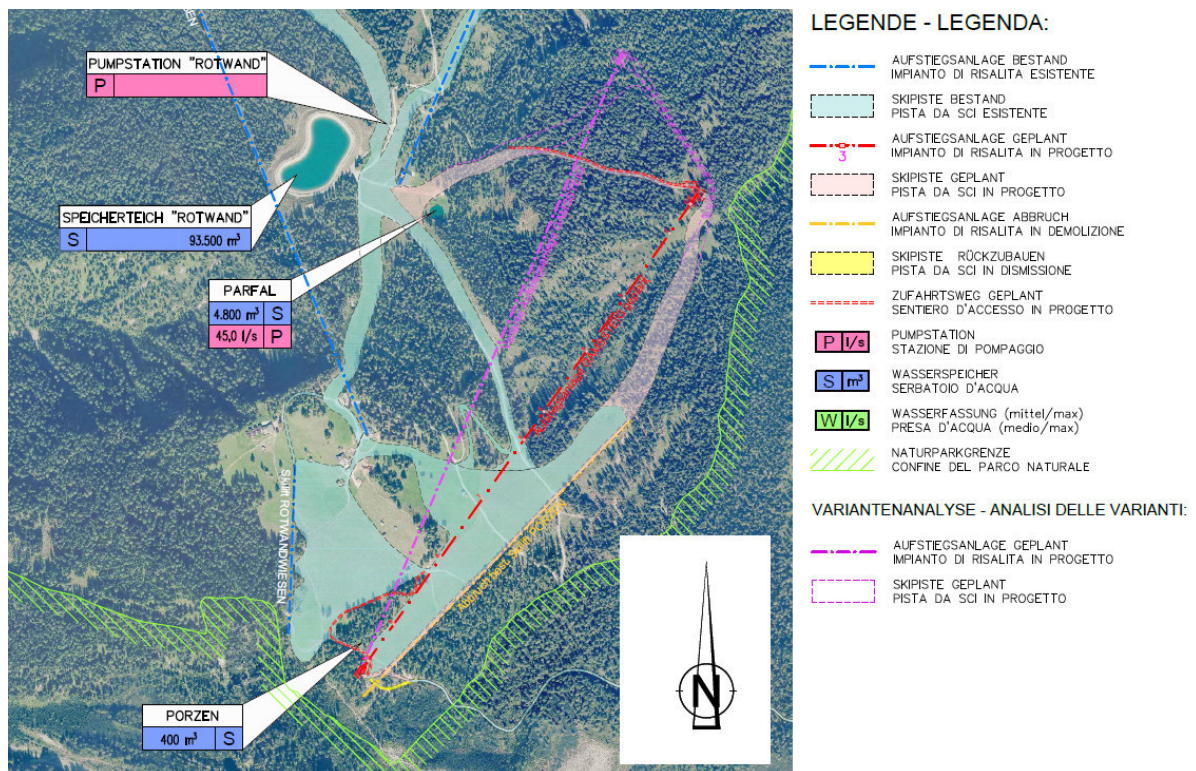 PUMPSTATION "ROTWAND"
P
SPEICHERTEICH "ROTWAND"
S 93.500 m³
PARFAL
4.800 m³ S
45,0 l/s P
Skilift ROTWANDWIESEN
PORZEN
400 m³ S
N
LEGENDE - LEGENDA:
AUFSTIEGSANLAGE BESTAND
IMPIANTO DI RISALITA ESISTENTE
SKIPISTE BESTAND
PISTA DA SCI ESISTENTE
3
AUFSTIEGSANLAGE GEPLANT
IMPIANTO DI RISALITA IN PROGETTO
SKIPISTE GEPLANT
PISTA DA SCI IN PROGETTO
AUFSTIEGSANLAGE ABBRUCH
IMPIANTO DI RISALITA IN DEMOLIZIONE
SKIPISTE RÜCKZUBAUEN
PISTA DA SCI IN DISMISSIONE
ZUFAHRTSWEG GEPLANT
SENTIERO D'ACCESSO IN PROGETTO
P l/s
PUMPSTATION
STAZIONE DI POMPAGGIO
S m³
WASSERSPEICHER
SERBATOIO D'ACQUA
W l/s
WASSERFASSUNG (mittel/max)
PRESA D'ACQUA (medio/max)
NATURPARKGRENZE
CONFINE DEL PARCO NATURALE
VARIANTENANALYSE - ANALISI DELLE VARIANTI:
AUFSTIEGSANLAGE GEPLANT
IMPIANTO DI RISALITA IN PROGETTO
SKIPISTE GEPLANT
PISTA DA SCI IN PROGETTO